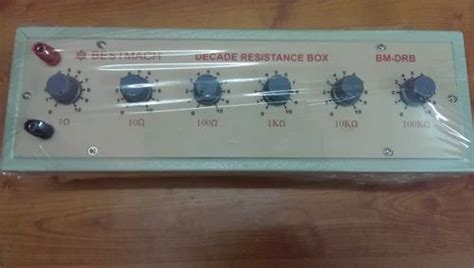 BESTMACH DECADE RESISTANCE BOX BM-DRB
1Ω 10Ω 100Ω 1KΩ 10KΩ 100KΩ